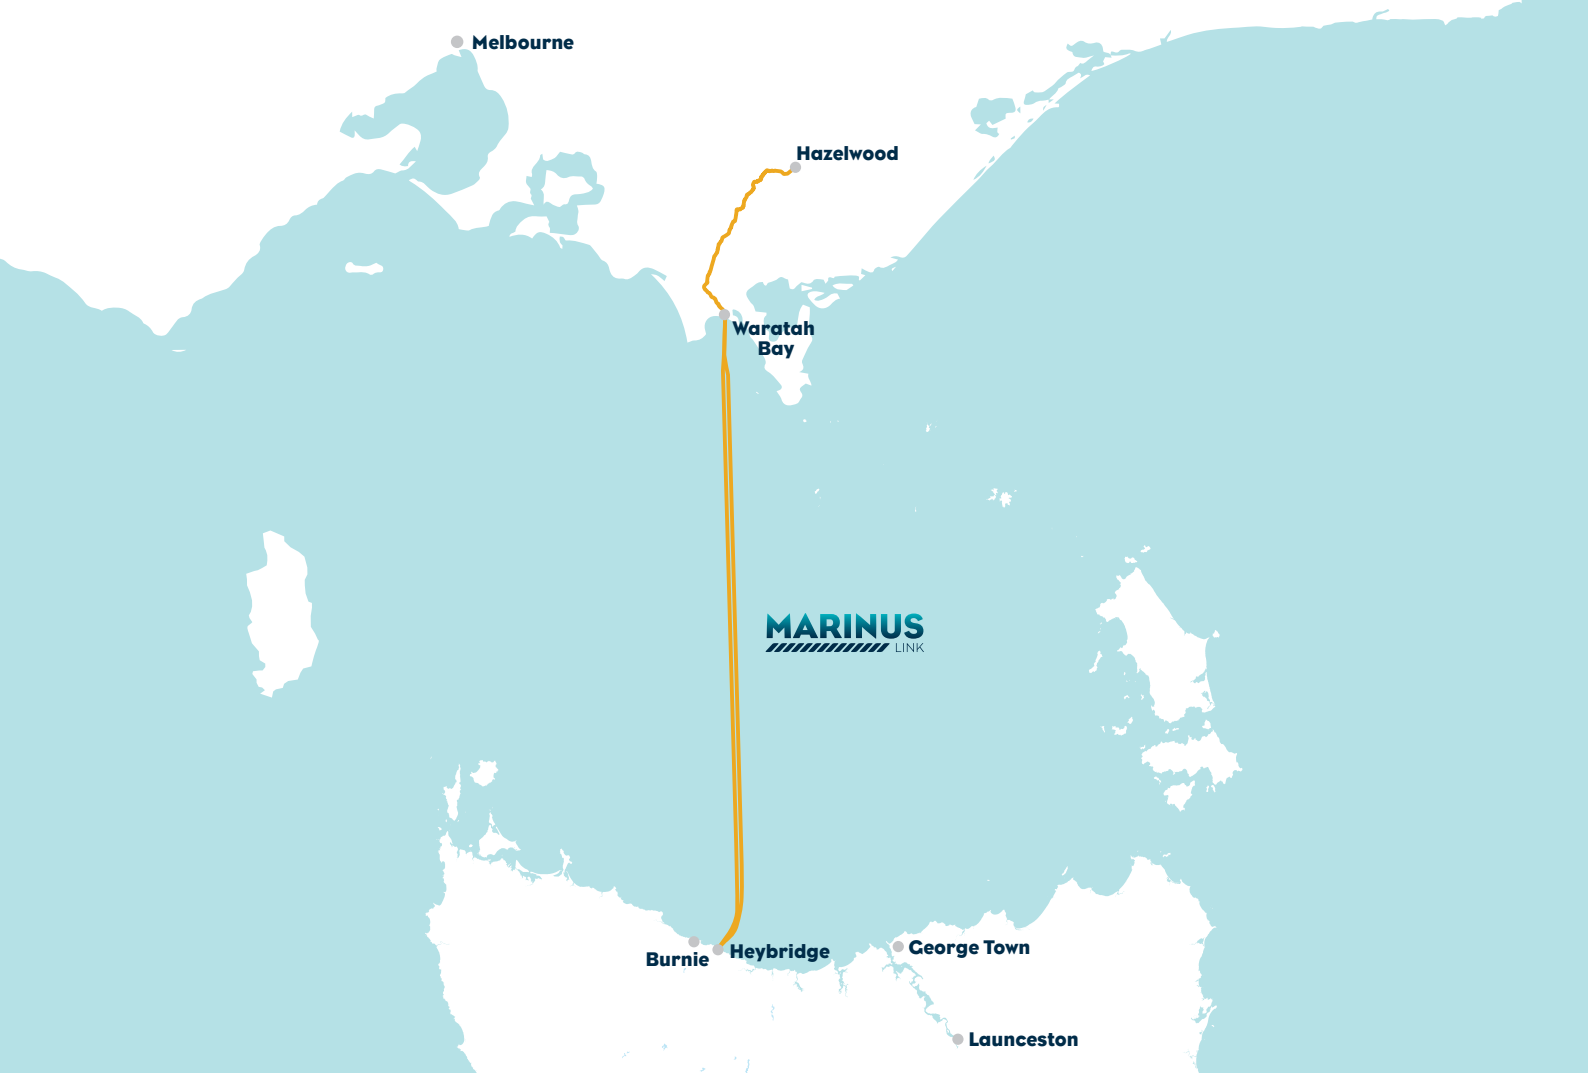 Melbourne
Hazelwood
Waratah
Bay
MARINUS
LINK
Burnie
Heybridge
George Town
Launceston